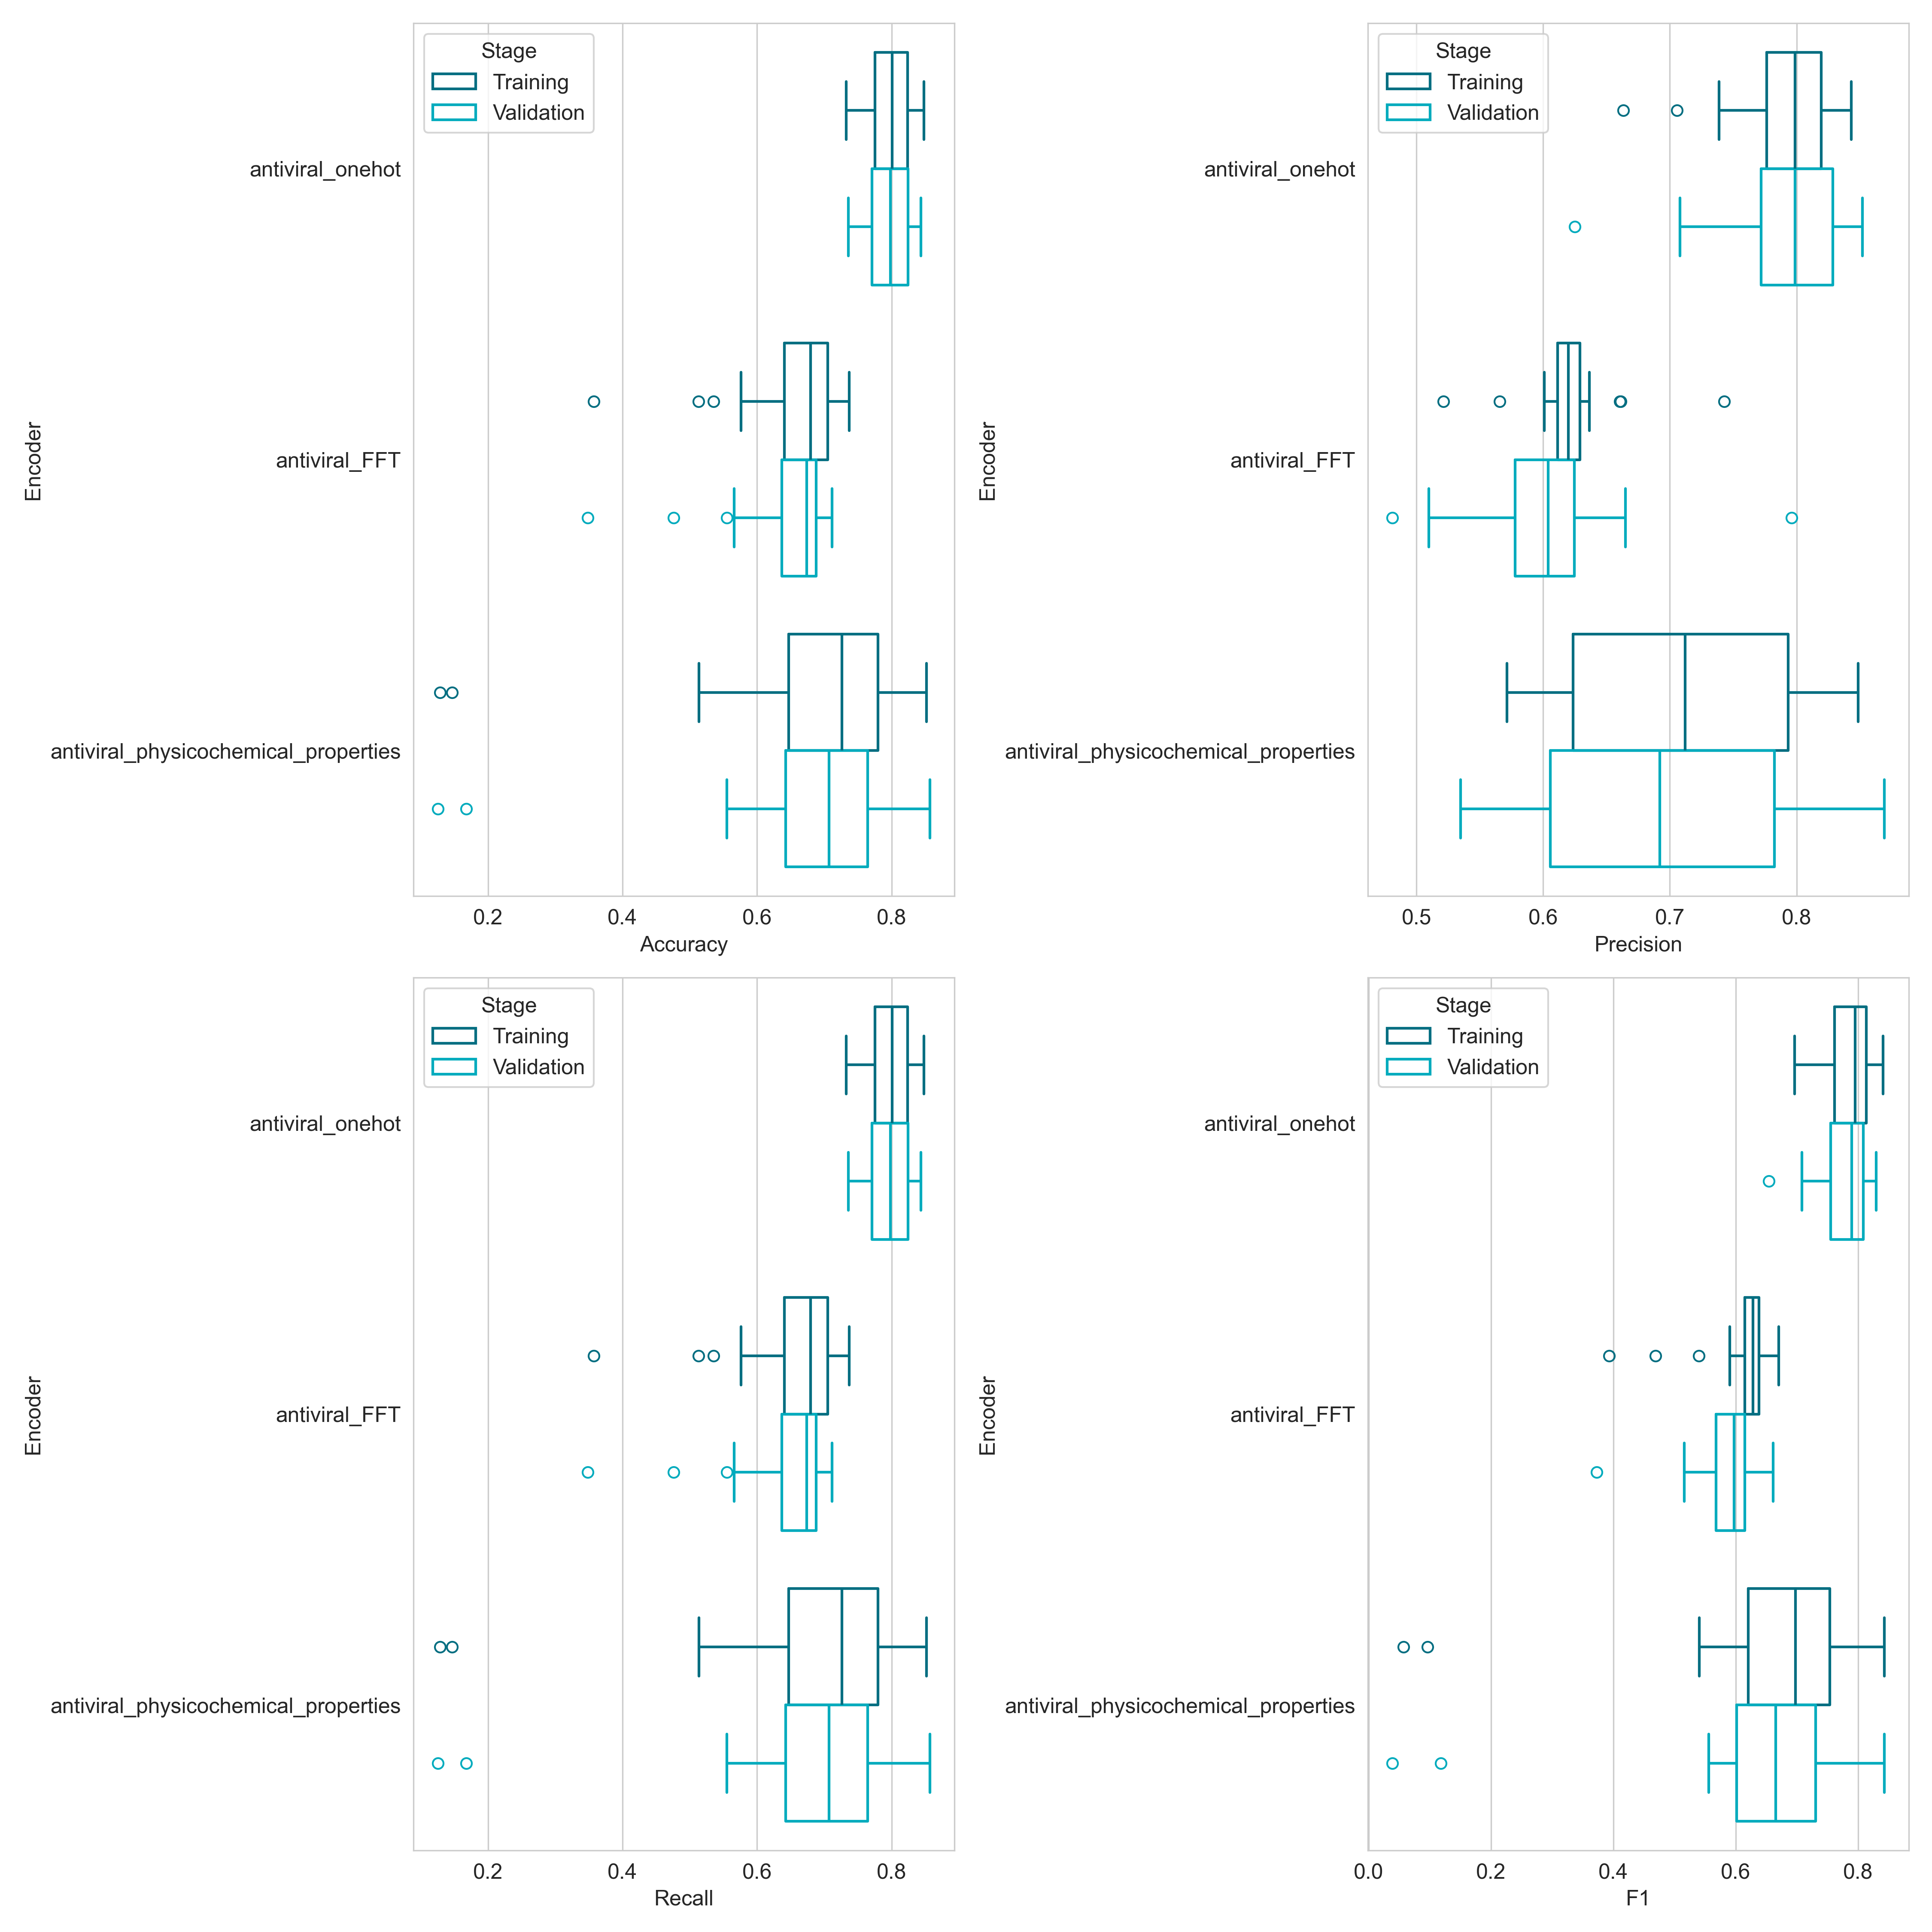 Stage
Training
Validation
antiviral_onehot
antiviral_FFT
antiviral_physicochemical_properties
Encoder
0.2 0.4 0.6 0.8
Accuracy
Stage
Training
Validation
antiviral_onehot
antiviral_FFT
antiviral_physicochemical_properties
Encoder
0.5 0.6 0.7 0.8
Precision
Stage
Training
Validation
antiviral_onehot
antiviral_FFT
antiviral_physicochemical_properties
Encoder
0.2 0.4 0.6 0.8
Recall
Stage
Training
Validation
antiviral_onehot
antiviral_FFT
antiviral_physicochemical_properties
Encoder
0.0 0.2 0.4 0.6 0.8
F1